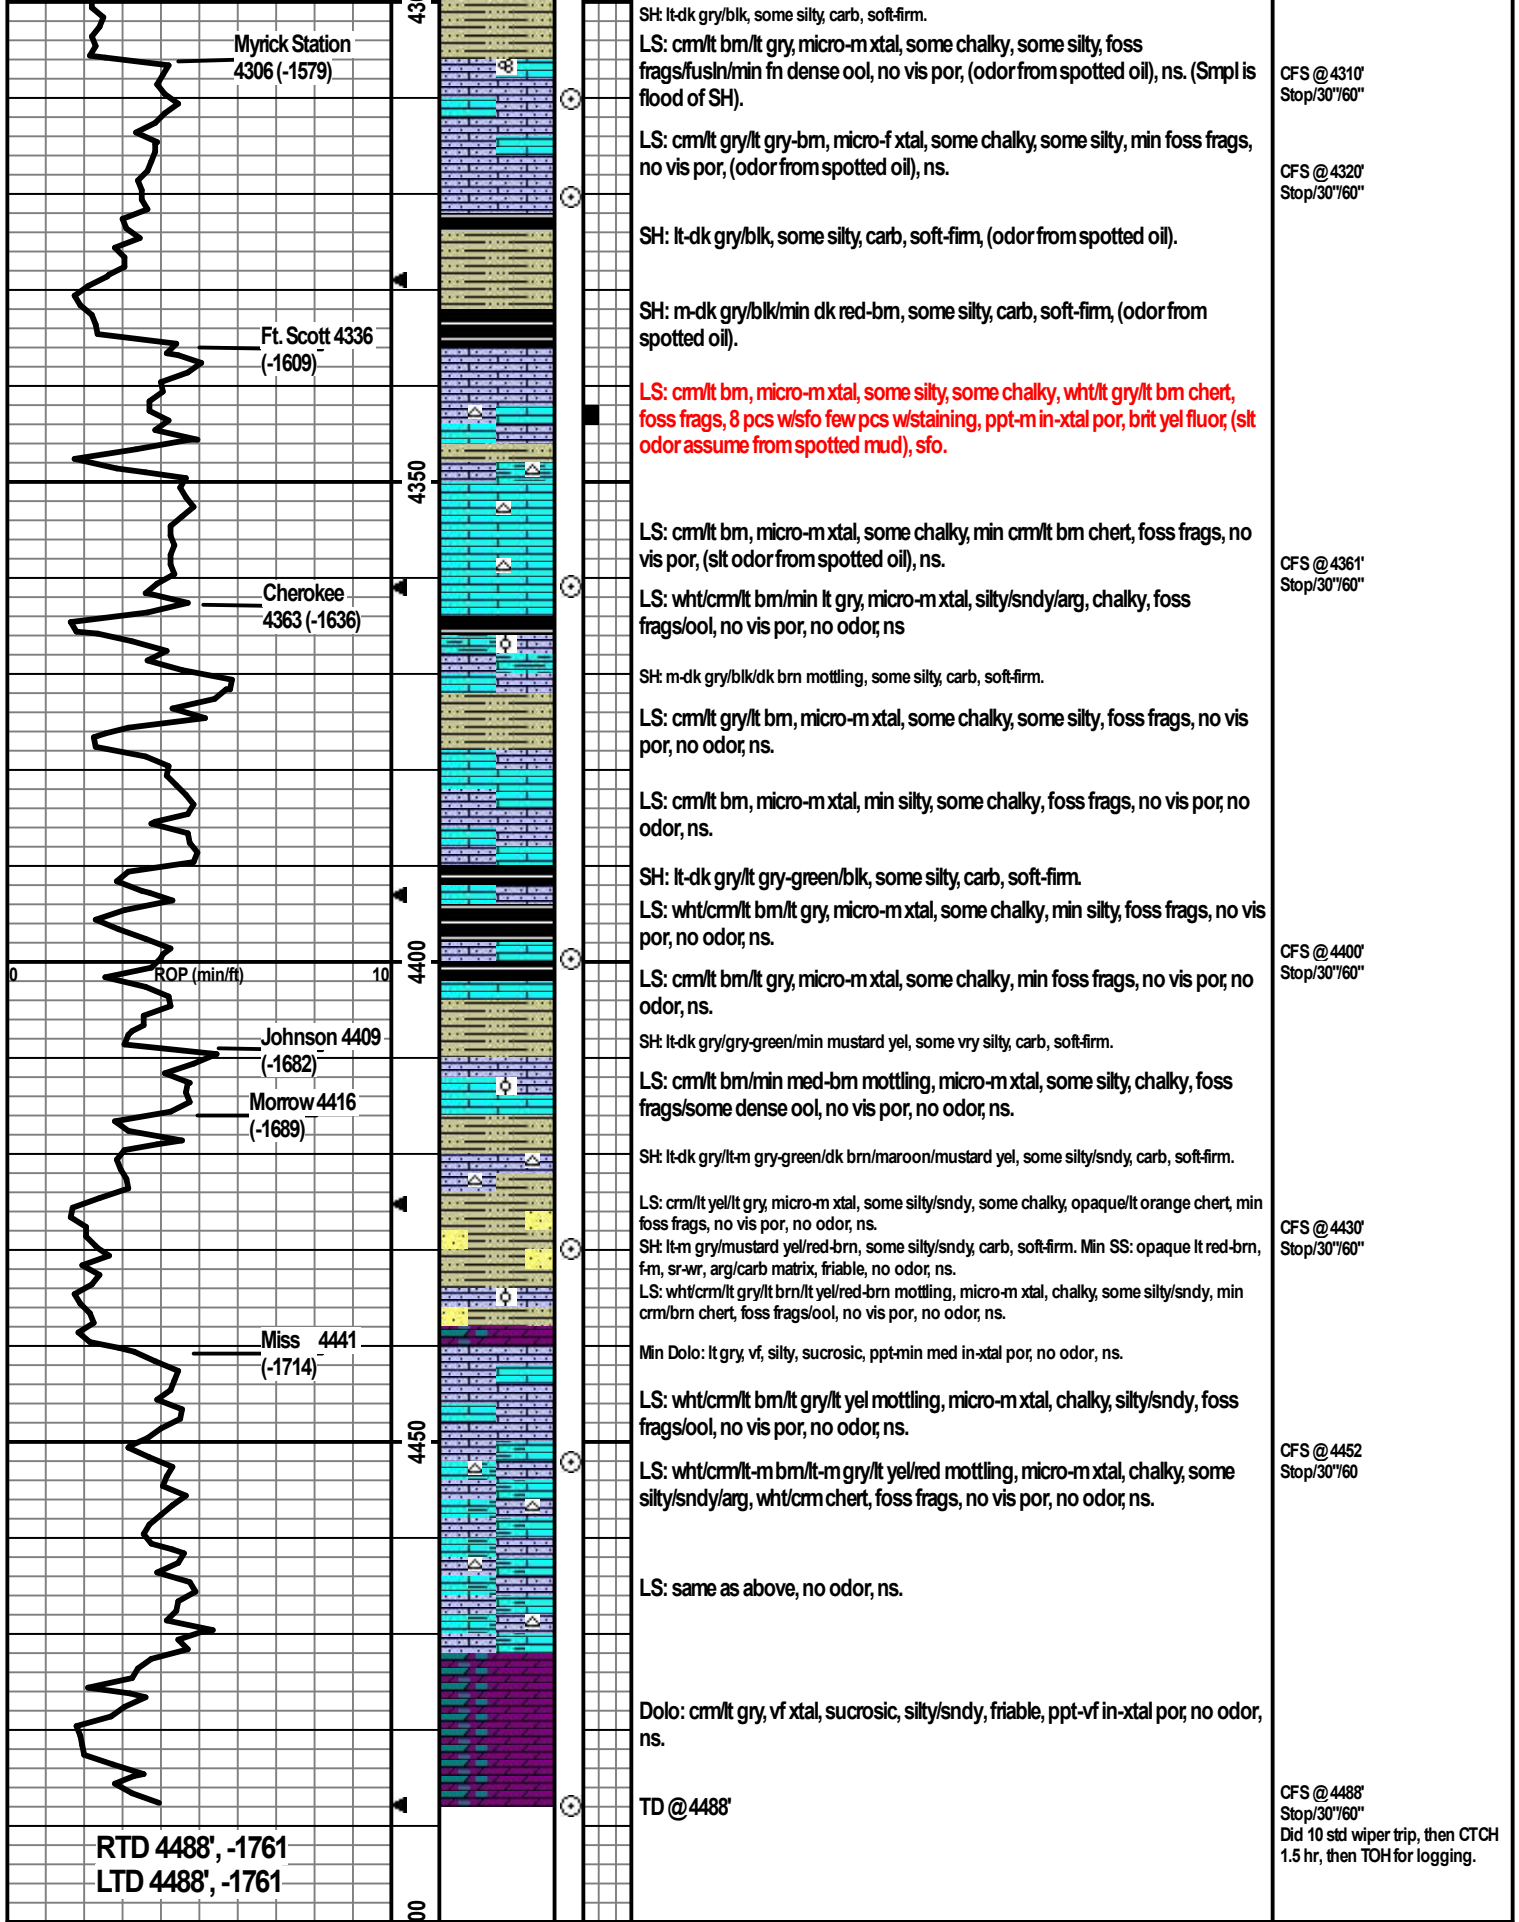 SH: lt-dk gry/blk, some silty, carb, soft-firm.
Myrick Station
4306 (-1579)
LS: crm/lt brn/lt gry, micro-m xtal, some chalky, some silty, foss
frags/fusln/min fn dense ool, no vis por, (odor from spotted oil), ns. (Smpl is
flood of SH).
CFS @ 4310'
Stop/30"/60"
LS: crm/lt gry/lt gry-brn, micro-f xtal, some chalky, some silty, min foss frags,
no vis por, (odor from spotted oil), ns.
CFS @ 4320'
Stop/30"/60"
SH: lt-dk gry/blk, some silty, carb, soft-firm, (odor from spotted oil).
SH: m-dk gry/blk/min dk red-brn, some silty, carb, soft-firm, (odor from
spotted oil).
Ft. Scott 4336
(-1609)
LS: crm/lt brn, micro-m xtal, some silty, some chalky, wht/lt gry/lt brn chert,
foss frags, 8 pcs w/sfo few pcs w/staining, ppt-m in-xtal por, brit yel fluor, (slt
odor assume from spotted mud), sfo.
4350
LS: crm/lt brn, micro-m xtal, some chalky, min crm/lt brn chert, foss frags, no
vis por, (slt odor from spotted oil), ns.
CFS @ 4361'
Stop/30"/60"
Cherokee
4363 (-1636)
LS: wht/crm/lt brn/min lt gry, micro-m xtal, silty/sndy/arg, chalky, foss
frags/ool, no vis por, no odor, ns
SH: m-dk gry/blk/dk brn mottling, some silty, carb, soft-firm.
LS: crm/lt gry/lt brn, micro-m xtal, some chalky, some silty, foss frags, no vis
por, no odor, ns.
LS: crm/lt brn, micro-m xtal, min silty, some chalky, foss frags, no vis por, no
odor, ns.
SH: lt-dk gry/lt gry-green/blk, some silty, carb, soft-firm.
LS: wht/crm/lt brn/lt gry, micro-m xtal, some chalky, min silty, foss frags, no vis
por, no odor, ns.
CFS @ 4400'
Stop/30"/60"
0 ROP (min/ft) 10
4400
LS: crm/lt brn/lt gry, micro-m xtal, some chalky, min foss frags, no vis por, no
odor, ns.
Johnson 4409
(-1682)
SH: lt-dk gry/gry-green/min mustard yel, some vry silty, carb, soft-firm.
LS: crm/lt brn/min med-brn mottling, micro-m xtal, some silty, chalky, foss
frags/some dense ool, no vis por, no odor, ns.
Morrow 4416
(-1689)
SH: lt-dk gry/lt-m gry-green/dk brn/maroon/mustard yel, some silty/sndy, carb, soft-firm.
LS: crm/lt yel/lt gry, micro-m xtal, some silty/sndy, some chalky, opaque/lt orange chert, min
foss frags, no vis por, no odor, ns.
CFS @ 4430'
Stop/30"/60"
SH: lt-m gry/mustard yel/red-brn, some silty/sndy, carb, soft-firm. Min SS: opaque lt red-brn,
f-m, sr-wr, arg/carb matrix, friable, no odor, ns.
LS: wht/crm/lt gry/lt brn/lt yel/red-brn mottling, micro-m xtal, chalky, some silty/sndy, min
crm/brn chert, foss frags/ool, no vis por, no odor, ns.
Miss 4441
(-1714)
Min Dolo: lt gry, vf, silty, sucrosic, ppt-min med in-xtal por, no odor, ns.
LS: wht/crm/lt brn/lt gry/lt yel mottling, micro-m xtal, chalky, silty/sndy, foss
frags/ool, no vis por, no odor, ns.
4450
CFS @ 4452
Stop/30"/60
LS: wht/crm/lt-m brn/lt-m gry/lt yel/red mottling, micro-m xtal, chalky, some
silty/sndy/arg, wht/crm chert, foss frags, no vis por, no odor, ns.
LS: same as above, no odor, ns.
Dolo: crm/lt gry, vf xtal, sucrosic, silty/sndy, friable, ppt-vf in-xtal por, no odor,
ns.
TD @ 4488'
CFS @ 4488'
Stop/30"/60"
Did 10 std wiper trip, then CTCH
1.5 hr, then TOH for logging.
RTD 4488', -1761
LTD 4488', -1761